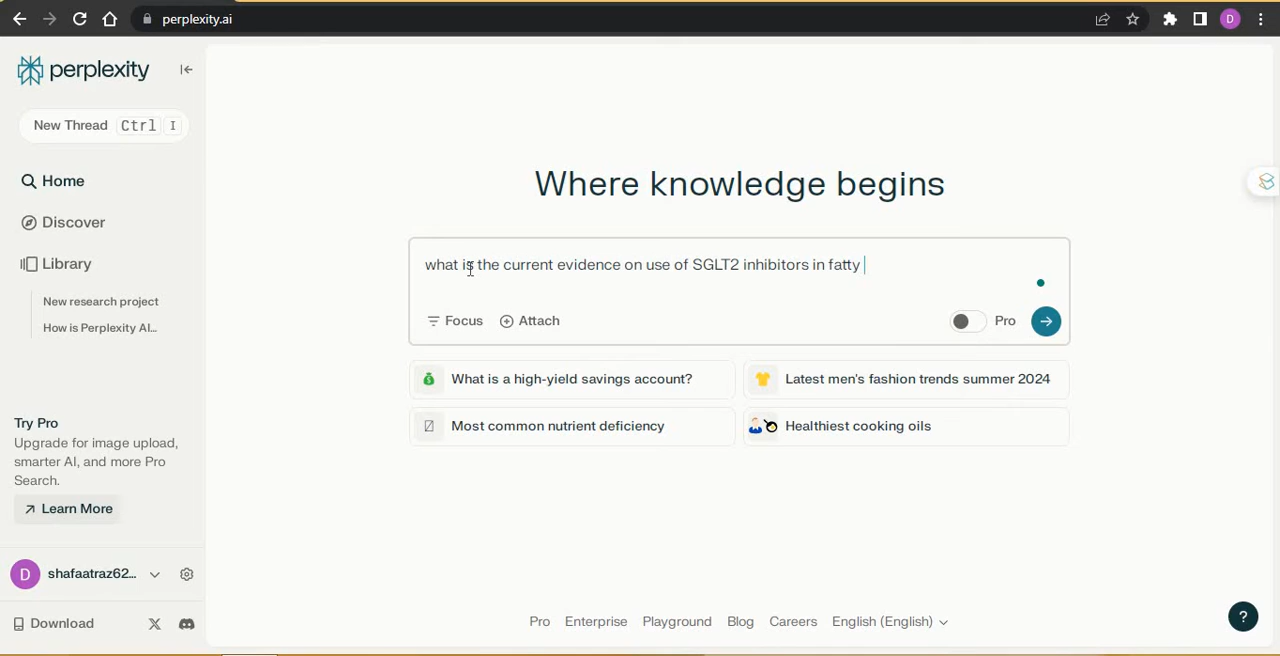 perplexity.ai
D
perplexity
New Thread Ctrl I
Home
Discover
Library
New research project
How is Perplexity AI...
Try Pro
Upgrade for image upload,
smarter AI, and more Pro
Search.
Learn More
D shafaatraz62...
Download
Where knowledge begins
what is the current evidence on use of SGLT2 inhibitors in fatty
Focus Attach Pro
What is a high-yield savings account? Latest men's fashion trends summer 2024
Most common nutrient deficiency Healthiest cooking oils
Pro Enterprise Playground Blog Careers English (English)
?